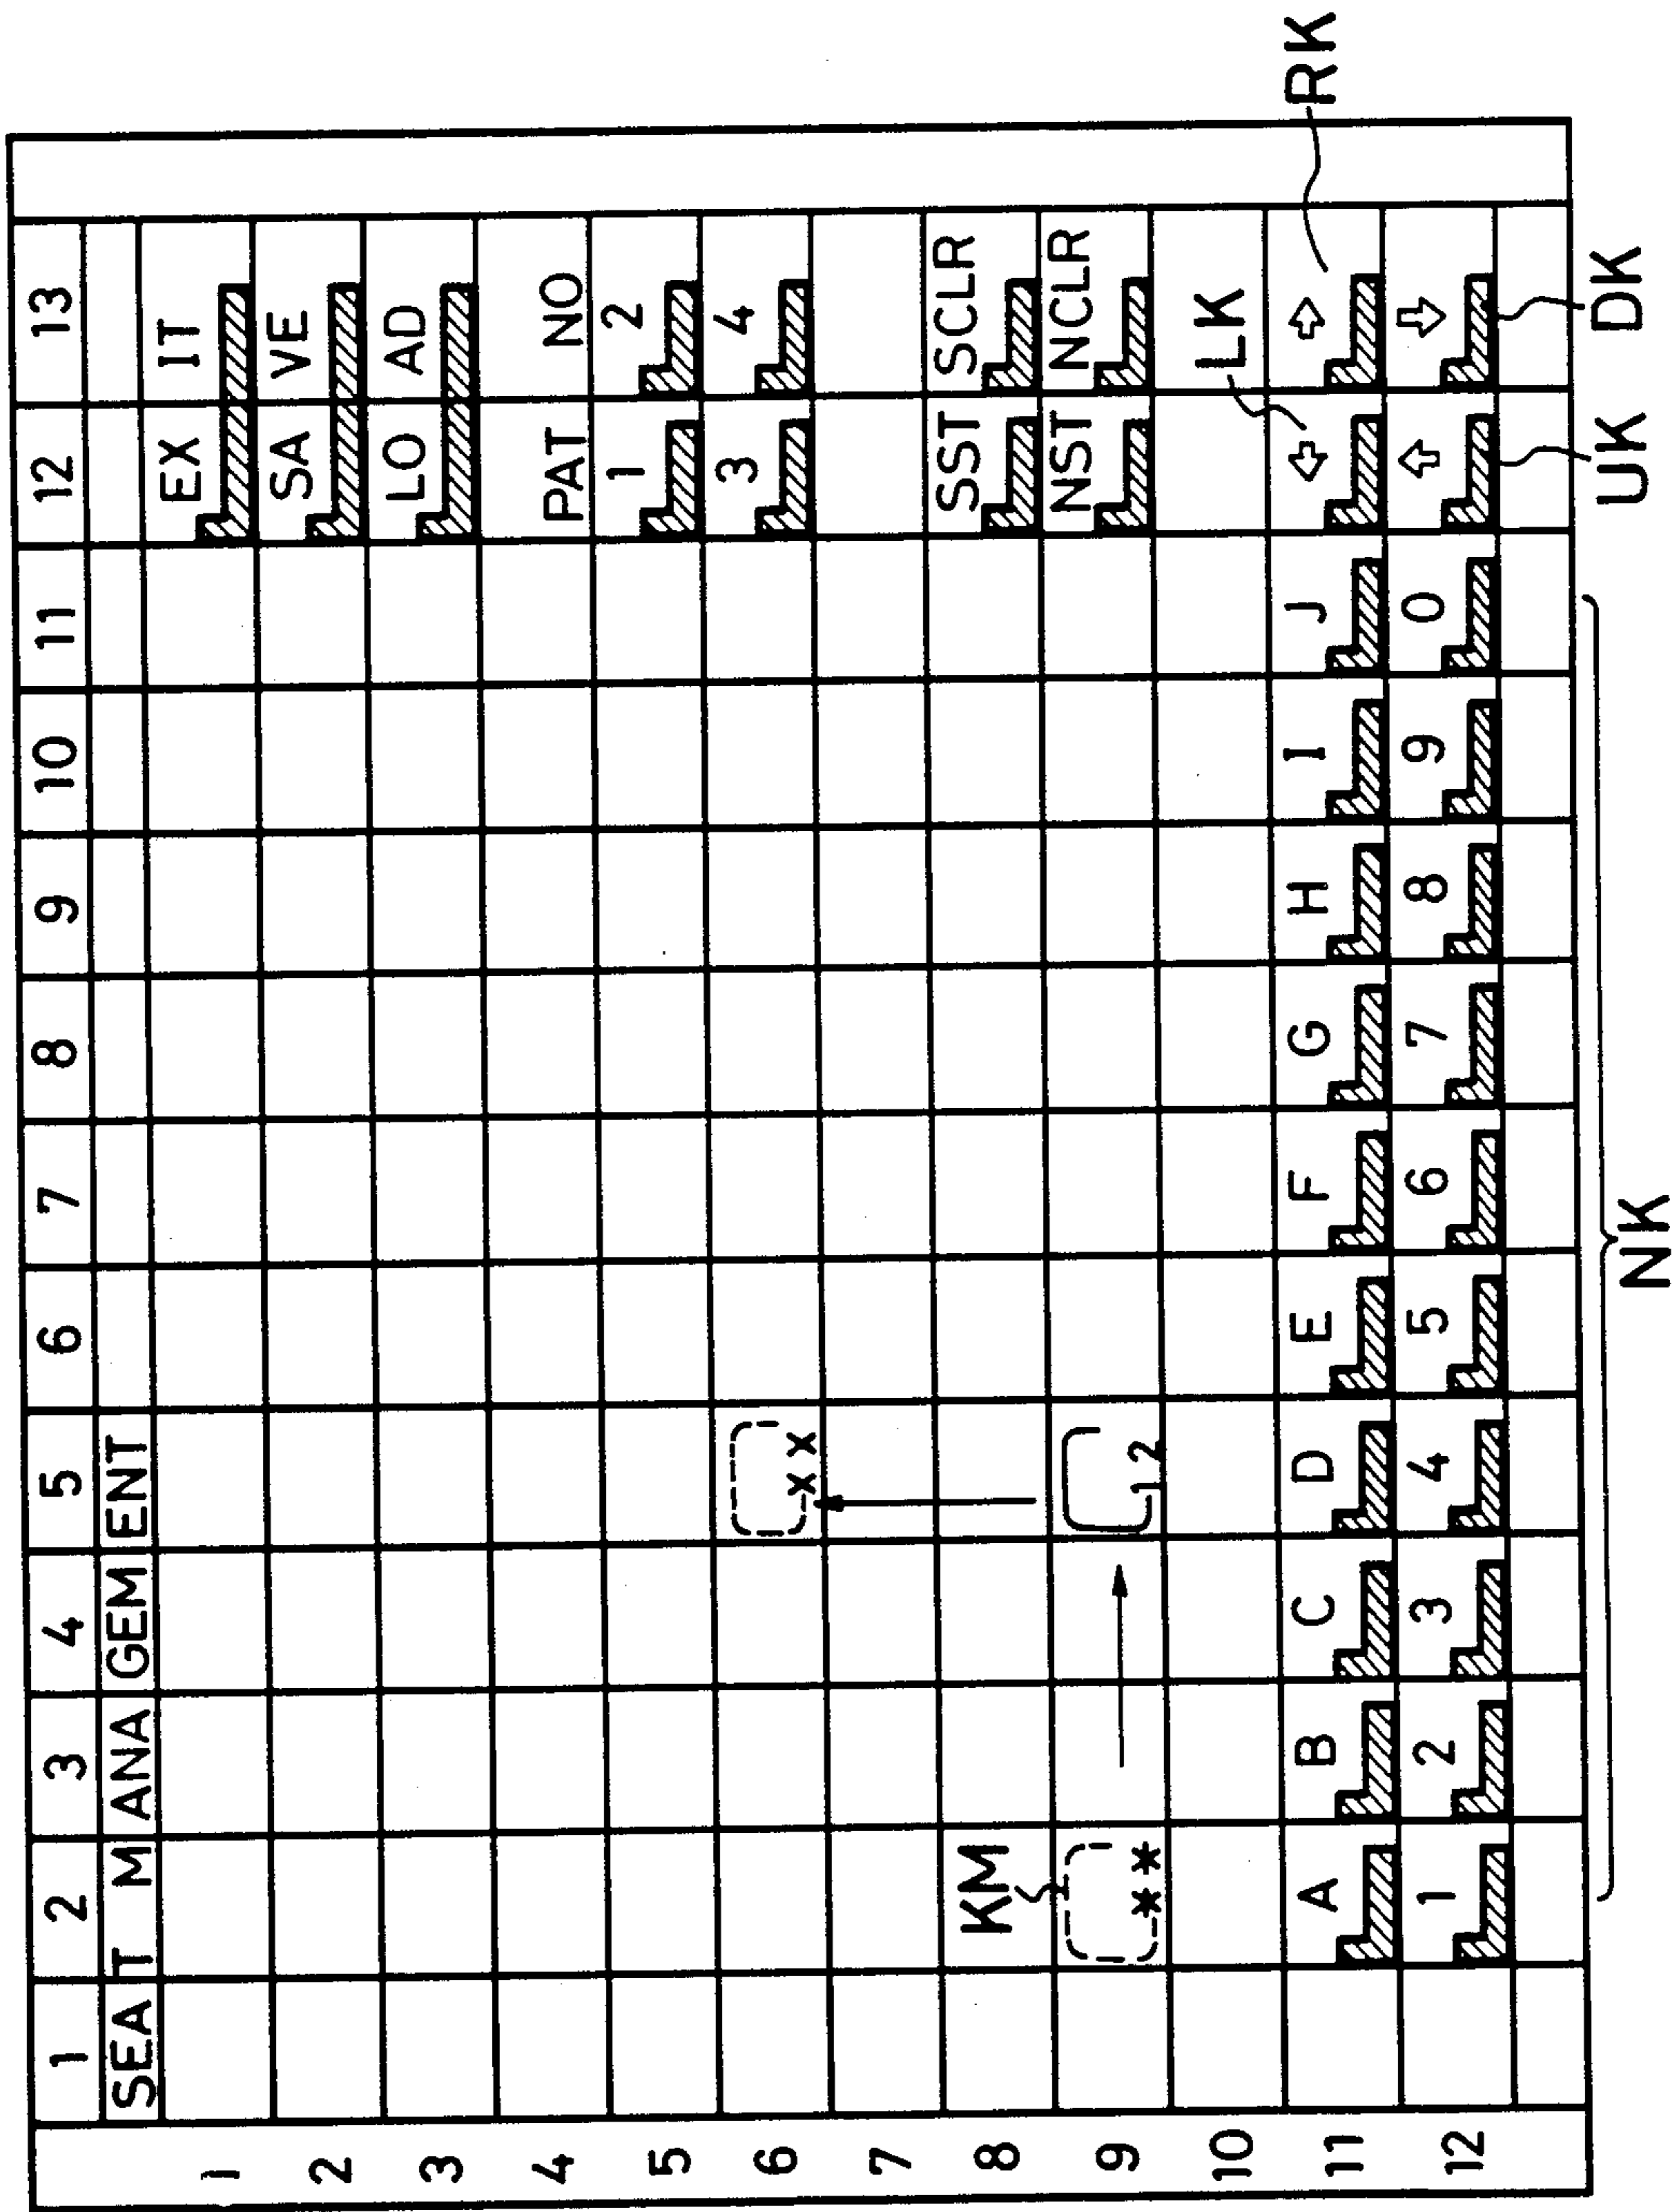 1 2 3 4 5 6 7 8 9 10 11 12 13
SEAT MANAGEMENT
1 EX IT
2 SA VE
3 LO AD
4 PAT NO
5 1 2
6 XX 3 4
7
8 KM SST SCLR
9 ** 12 NST NCLR
10 LK
11 A B C D E F G H I J ⇦ ⇨ RK
12 1 2 3 4 5 6 7 8 9 0 ⇧ ⇩
NK UK DK